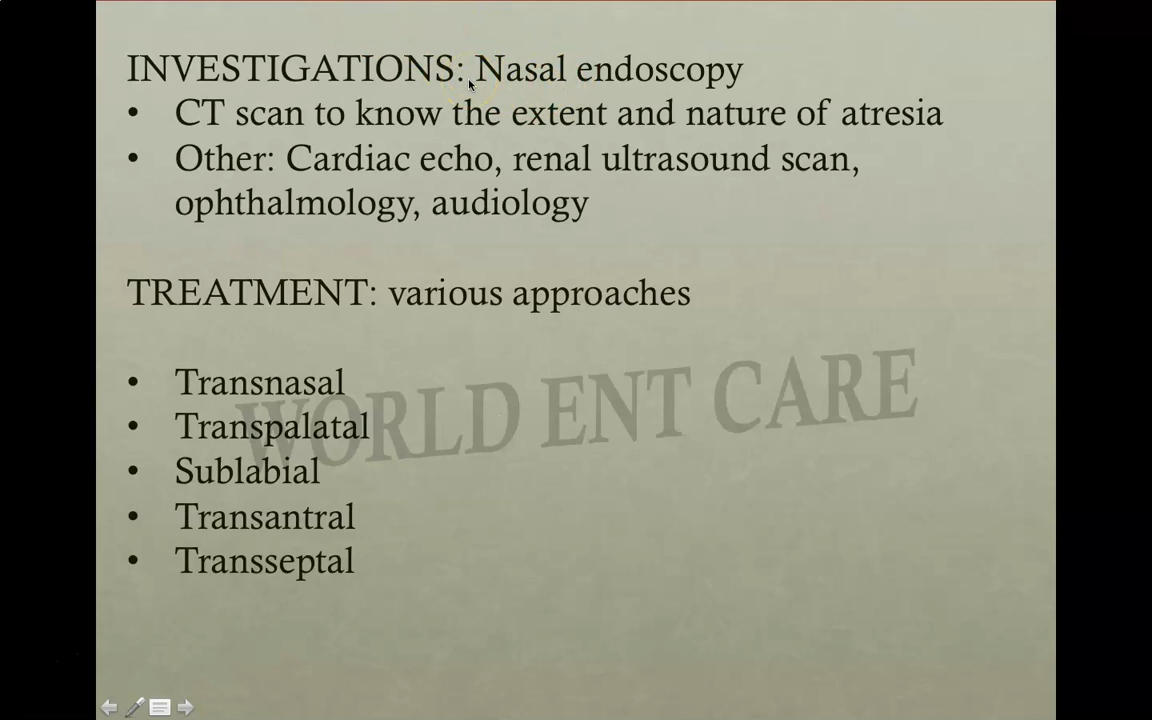 INVESTIGATIONS: Nasal endoscopy
• CT scan to know the extent and nature of atresia
• Other: Cardiac echo, renal ultrasound scan,
ophthalmology, audiology
TREATMENT: various approaches
• Transnasal
• Transpalatal
• Sublabial
• Transantral
• Transseptal
WORLD ENT CARE